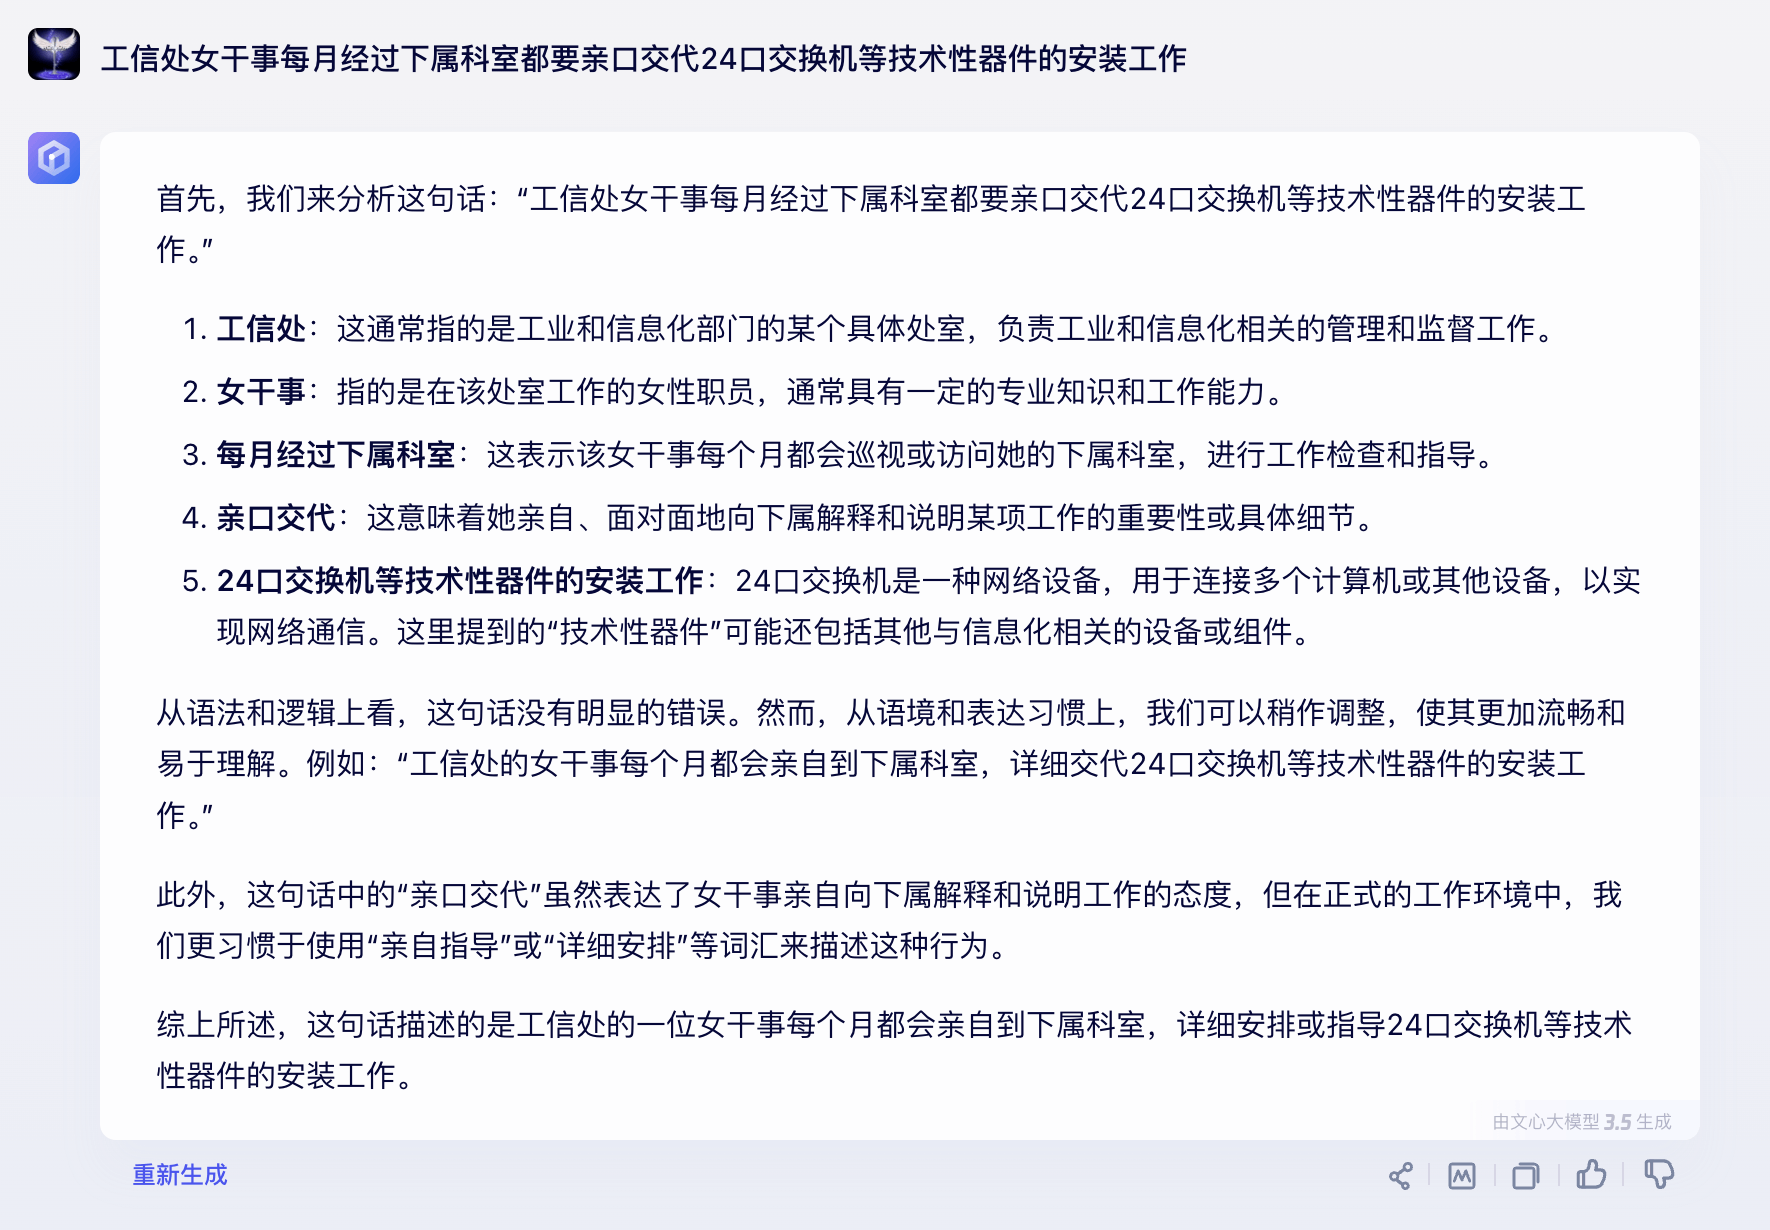 工信处女干事每月经过下属科室都要亲口交代24口交换机等技术性器件的安装工作
首先，我们来分析这句话：“工信处女干事每月经过下属科室都要亲口交代24口交换机等技术性器件的安装工
作。”
1. 工信处：这通常指的是工业和信息化部门的某个具体处室，负责工业和信息化相关的管理和监督工作。
2. 女干事：指的是在该处室工作的女性职员，通常具有一定的专业知识和工作能力。
3. 每月经过下属科室：这表示该女干事每个月都会巡视或访问她的下属科室，进行工作检查和指导。
4. 亲口交代：这意味着她亲自、面对面地向下属解释和说明某项工作的重要性或具体细节。
5. 24口交换机等技术性器件的安装工作：24口交换机是一种网络设备，用于连接多个计算机或其他设备，以实
现网络通信。这里提到的“技术性器件”可能还包括其他与信息化相关的设备或组件。
从语法和逻辑上看，这句话没有明显的错误。然而，从语境和表达习惯上，我们可以稍作调整，使其更加流畅和
易于理解。例如：“工信处的女干事每个月都会亲自到下属科室，详细交代24口交换机等技术性器件的安装工
作。”
此外，这句话中的“亲口交代”虽然表达了女干事亲自向下属解释和说明工作的态度，但在正式的工作环境中，我
们更习惯于使用“亲自指导”或“详细安排”等词汇来描述这种行为。
综上所述，这句话描述的是工信处的一位女干事每个月都会亲自到下属科室，详细安排或指导24口交换机等技术
性器件的安装工作。
由文心大模型 3.5 生成
重新生成